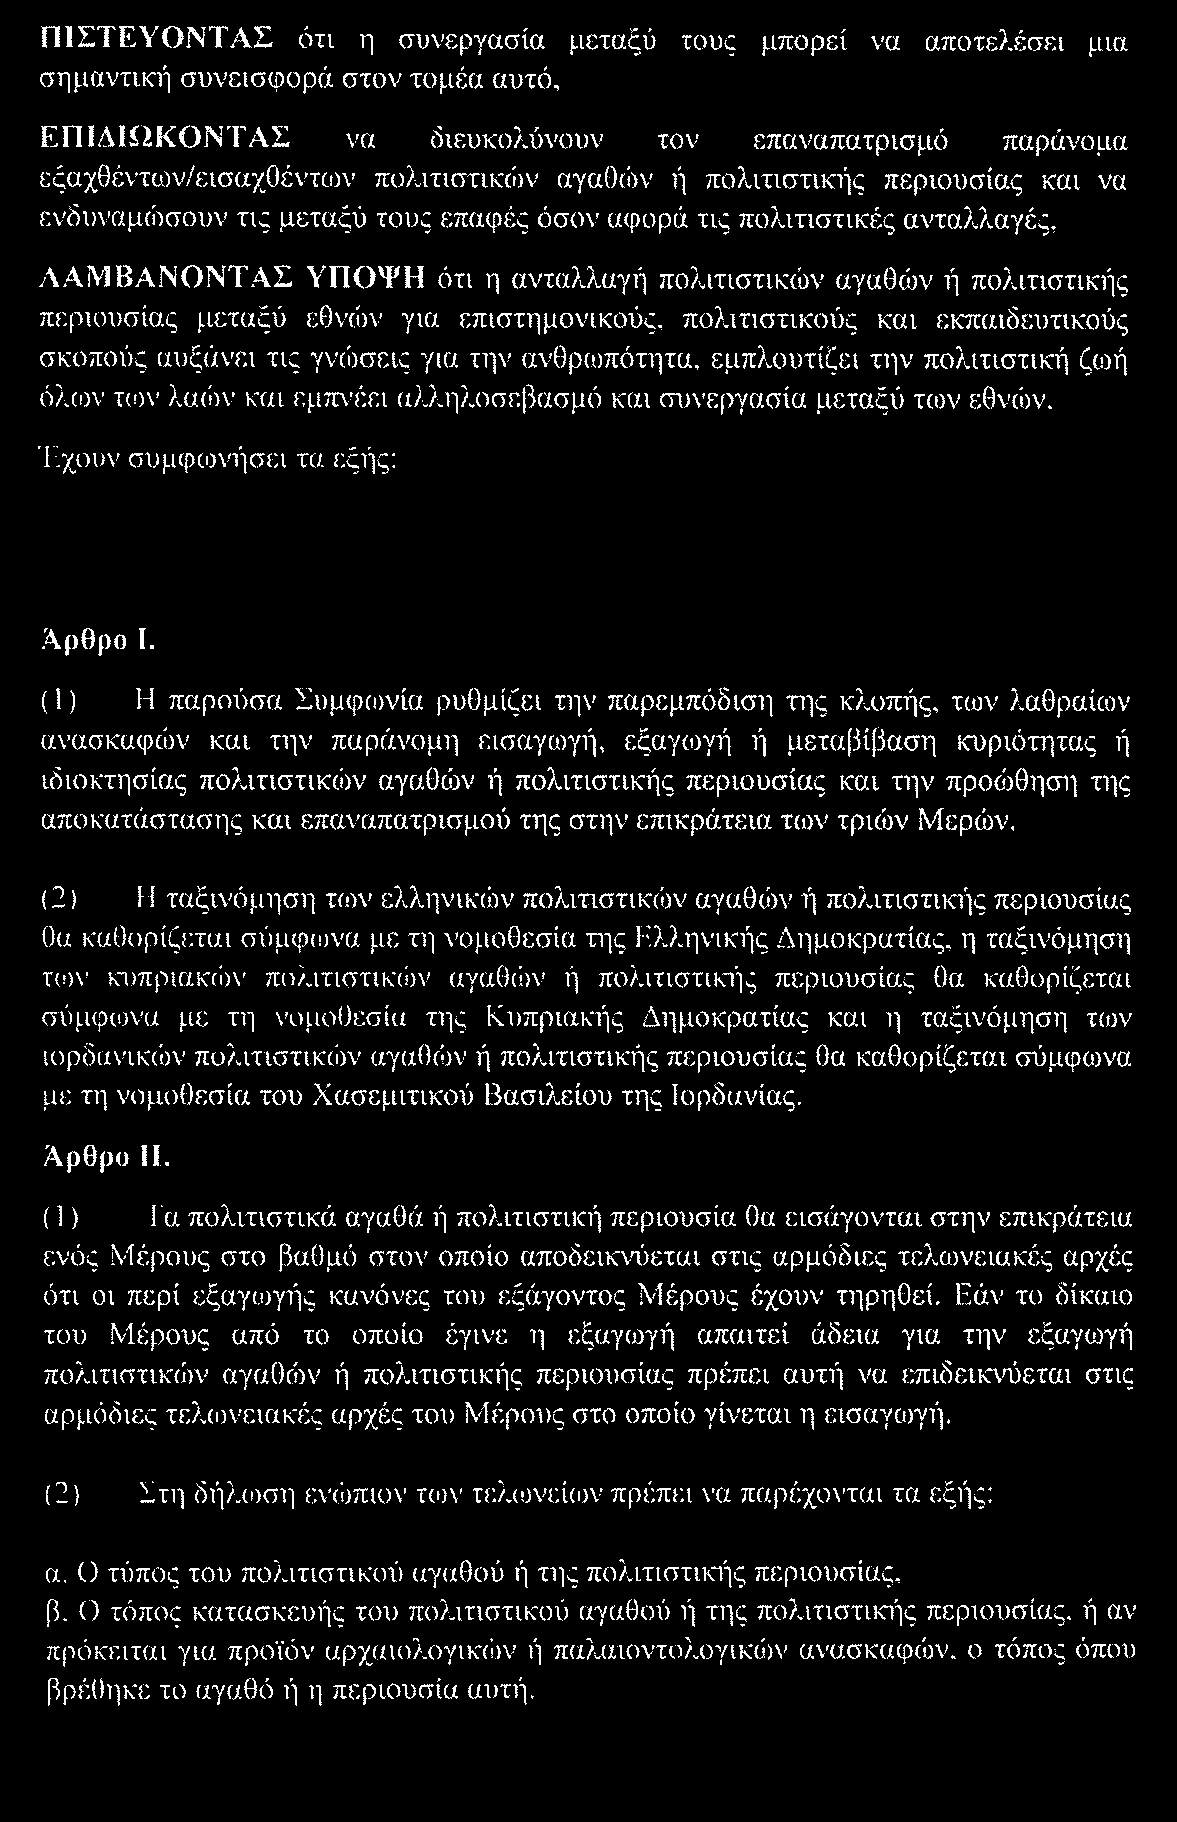 ΠΙΣΤΕΥΟΝΤΑΣ ότι η συνεργασία μεταξύ τους μπορεί να αποτελέσει μια
σημαντική συνεισφορά στον τομέα αυτό,
ΕΠΙΔΙΩΚΟΝΤΑΣ να διευκολύνουν τον επαναπατρισμό παράνομα
εξαχθέντων/εισαχθέντων πολιτιστικών αγαθών ή πολιτιστικής περιουσίας και να
ενδυναμώσουν τις μεταξύ τους επαφές όσον αφορά τις πολιτιστικές ανταλλαγές,
ΛΑΜΒΑΝΟΝΤΑΣ ΥΠΟΨΗ ότι η ανταλλαγή πολιτιστικών αγαθών ή πολιτιστικής
περιουσίας μεταξύ εθνών για επιστημονικούς, πολιτιστικούς και εκπαιδευτικούς
σκοπούς αυξάνει τις γνώσεις για την ανθρωπότητα, εμπλουτίζει την πολιτιστική ζωή
όλων των λαών και εμπνέει αλληλοσεβασμό και συνεργασία μεταξύ των εθνών.
Έχουν συμφωνήσει τα εξής:
Άρθρο Ι.
(1) Η παρούσα Συμφωνία ρυθμίζει την παρεμπόδιση της κλοπής, των λαθραίων
ανασκαφών και την παράνομη εισαγωγή, εξαγωγή ή μεταβίβαση κυριότητας ή
ιδιοκτησίας πολιτιστικών αγαθών ή πολιτιστικής περιουσίας και την προώθηση της
αποκατάστασης και επαναπατρισμού της στην επικράτεια των τριών Μερών.
(2) Η ταξινόμηση των ελληνικών πολιτιστικών αγαθών ή πολιτιστικής περιουσίας
θα καθορίζεται σύμφωνα με τη νομοθεσία της Ελληνικής Δημοκρατίας, η ταξινόμηση
των κυπριακών πολιτιστικών αγαθών ή πολιτιστικής περιουσίας θα καθορίζεται
σύμφωνα με τη νομοθεσία της Κυπριακής Δημοκρατίας και η ταξινόμηση των
ιορδανικών πολιτιστικών αγαθών ή πολιτιστικής περιουσίας θα καθορίζεται σύμφωνα
με τη νομοθεσία του Χασεμιτικού Βασιλείου της Ιορδανίας.
Άρθρο ΙΙ.
(1) Τα πολιτιστικά αγαθά ή πολιτιστική περιουσία θα εισάγονται στην επικράτεια
ενός Μέρους στο βαθμό στον οποίο αποδεικνύεται στις αρμόδιες τελωνειακές αρχές
ότι οι περί εξαγωγής κανόνες του εξάγοντος Μέρους έχουν τηρηθεί. Εάν το δίκαιο
του Μέρους από το οποίο έγινε η εξαγωγή απαιτεί άδεια για την εξαγωγή
πολιτιστικών αγαθών ή πολιτιστικής περιουσίας πρέπει αυτή να επιδεικνύεται στις
αρμόδιες τελωνειακές αρχές του Μέρους στο οποίο γίνεται η εισαγωγή.
(2) Στη δήλωση ενώπιον των τελωνείων πρέπει να παρέχονται τα εξής:
α. Ο τύπος του πολιτιστικού αγαθού ή της πολιτιστικής περιουσίας,
β. Ο τόπος κατασκευής του πολιτιστικού αγαθού ή της πολιτιστικής περιουσίας, ή αν
πρόκειται για προϊόν αρχαιολογικών ή παλαιοντολογικών ανασκαφών, ο τόπος όπου
βρέθηκε το αγαθό ή η περιουσία αυτή.